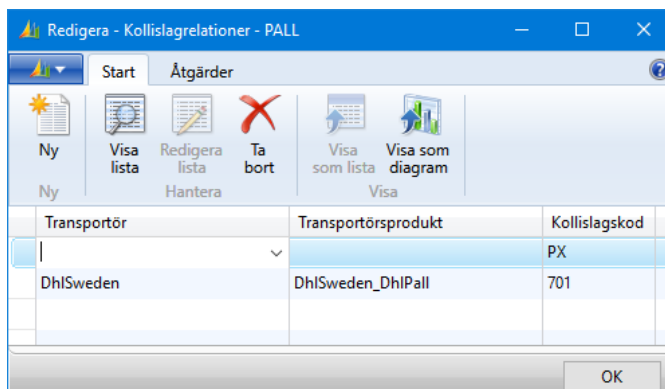 Redigera - Kollislagrelationer - PALL
Start Åtgärder
Ny Visa lista Redigera lista Ta bort Visa som lista Visa som diagram
Ny Hantera Visa
Transportör Transportörsprodukt Kollislagskod
PX
DhlSweden DhlSweden_DhlPall 701
OK